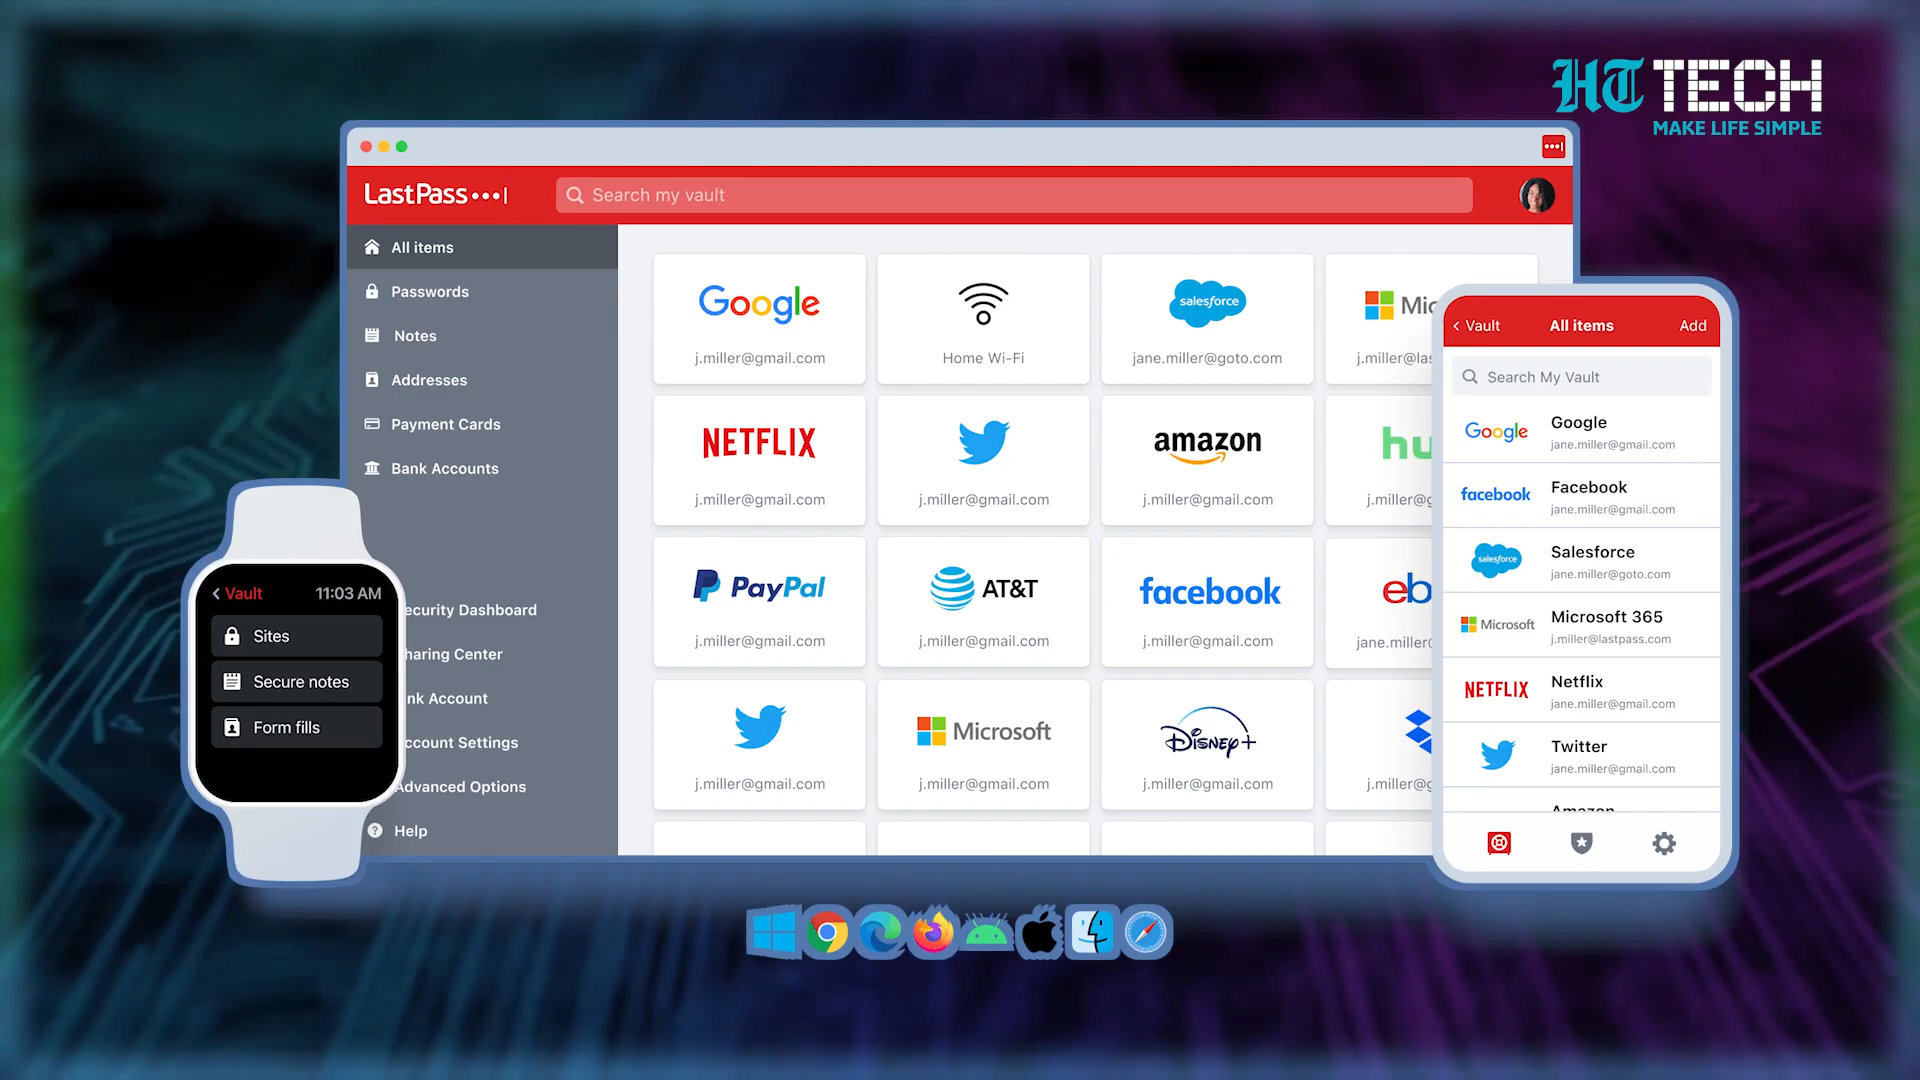 HT TECH
MAKE LIFE SIMPLE
LastPass
Search my vault
All items
Passwords
Notes
Addresses
Payment Cards
Bank Accounts
ecurity Dashboard
haring Center
nk Account
ccount Settings
Advanced Options
Help
Google
j.miller@gmail.com
Home Wi-Fi
salesforce
jane.miller@goto.com
Mic
j.miller@las
NETFLIX
j.miller@gmail.com
j.miller@gmail.com
amazon
j.miller@gmail.com
hu
j.miller@g
PayPal
j.miller@gmail.com
AT&T
j.miller@gmail.com
facebook
j.miller@gmail.com
eb
jane.miller@
j.miller@gmail.com
Microsoft
j.miller@gmail.com
Disney+
j.miller@gmail.com
j.miller@g
Vault 11:03 AM
Sites
Secure notes
Form fills
Vault All items Add
Search My Vault
Google
Google
jane.miller@gmail.com
facebook
Facebook
jane.miller@gmail.com
salesforce
Salesforce
jane.miller@goto.com
Microsoft
Microsoft 365
j.miller@lastpass.com
NETFLIX
Netflix
jane.miller@gmail.com
Twitter
jane.miller@gmail.com
Amazon